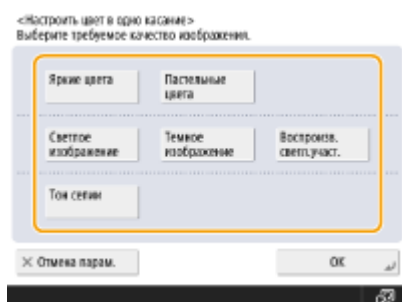 <Настроить цвет в одно касание>
Выберите требуемое качество изображения.
Яркие цвета
Пастельные
цвета
Светлое
изображение
Темное
изображение
Воспроизв.
светл.участ.
Тон сепии
× Отмена парам.
OK